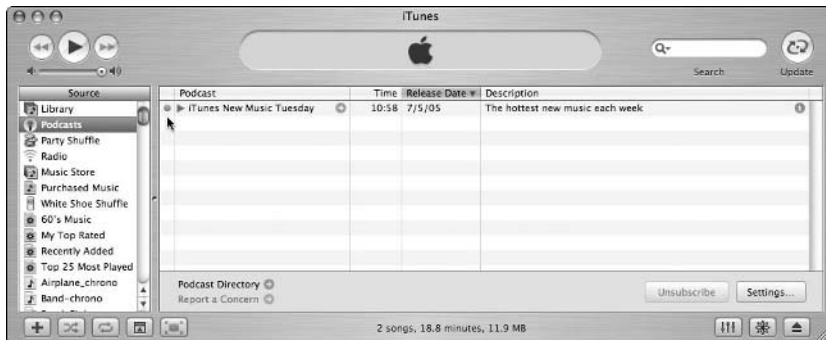 iTunes
Search
Update
Source
Library
Podcasts
Party Shuffle
Radio
Music Store
Purchased Music
White Shoe Shuffle
60's Music
My Top Rated
Recently Added
Top 25 Most Played
Airplane_chrono
Band-chrono
Podcast Time Release Date Description
iTunes New Music Tuesday 10:58 7/5/05 The hottest new music each week
Podcast Directory
Report a Concern
Unsubscribe Settings...
2 songs, 18.8 minutes, 11.9 MB